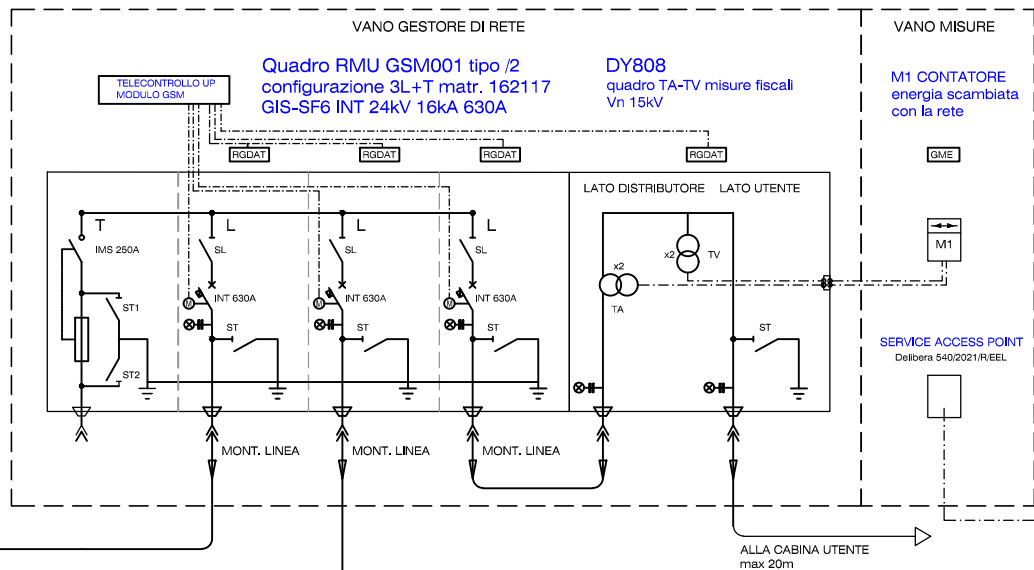 VANO GESTORE DI RETE
VANO MISURE
TELECONTROLLO UP
MODULO GSM
Quadro RMU GSM001 tipo /2
configurazione 3L+T matr. 162117
GIS-SF6 INT 24kV 16kA 630A
DY808
quadro TA-TV misure fiscali
Vn 15kV
M1 CONTATORE
energia scambiata
con la rete
RGDAT
RGDAT
RGDAT
RGDAT
GME
LATO DISTRIBUTORE
LATO UTENTE
T
L
L
L
IMS 250A
SL
SL
SL
x2
TV
M1
x2
TA
INT 630A
INT 630A
INT 630A
M
M
M
ST1
ST
ST
ST
ST
ST2
SERVICE ACCESS POINT
Delibera 540/2021/R/EEL
MONT. LINEA
MONT. LINEA
MONT. LINEA
ALLA CABINA UTENTE
max 20m